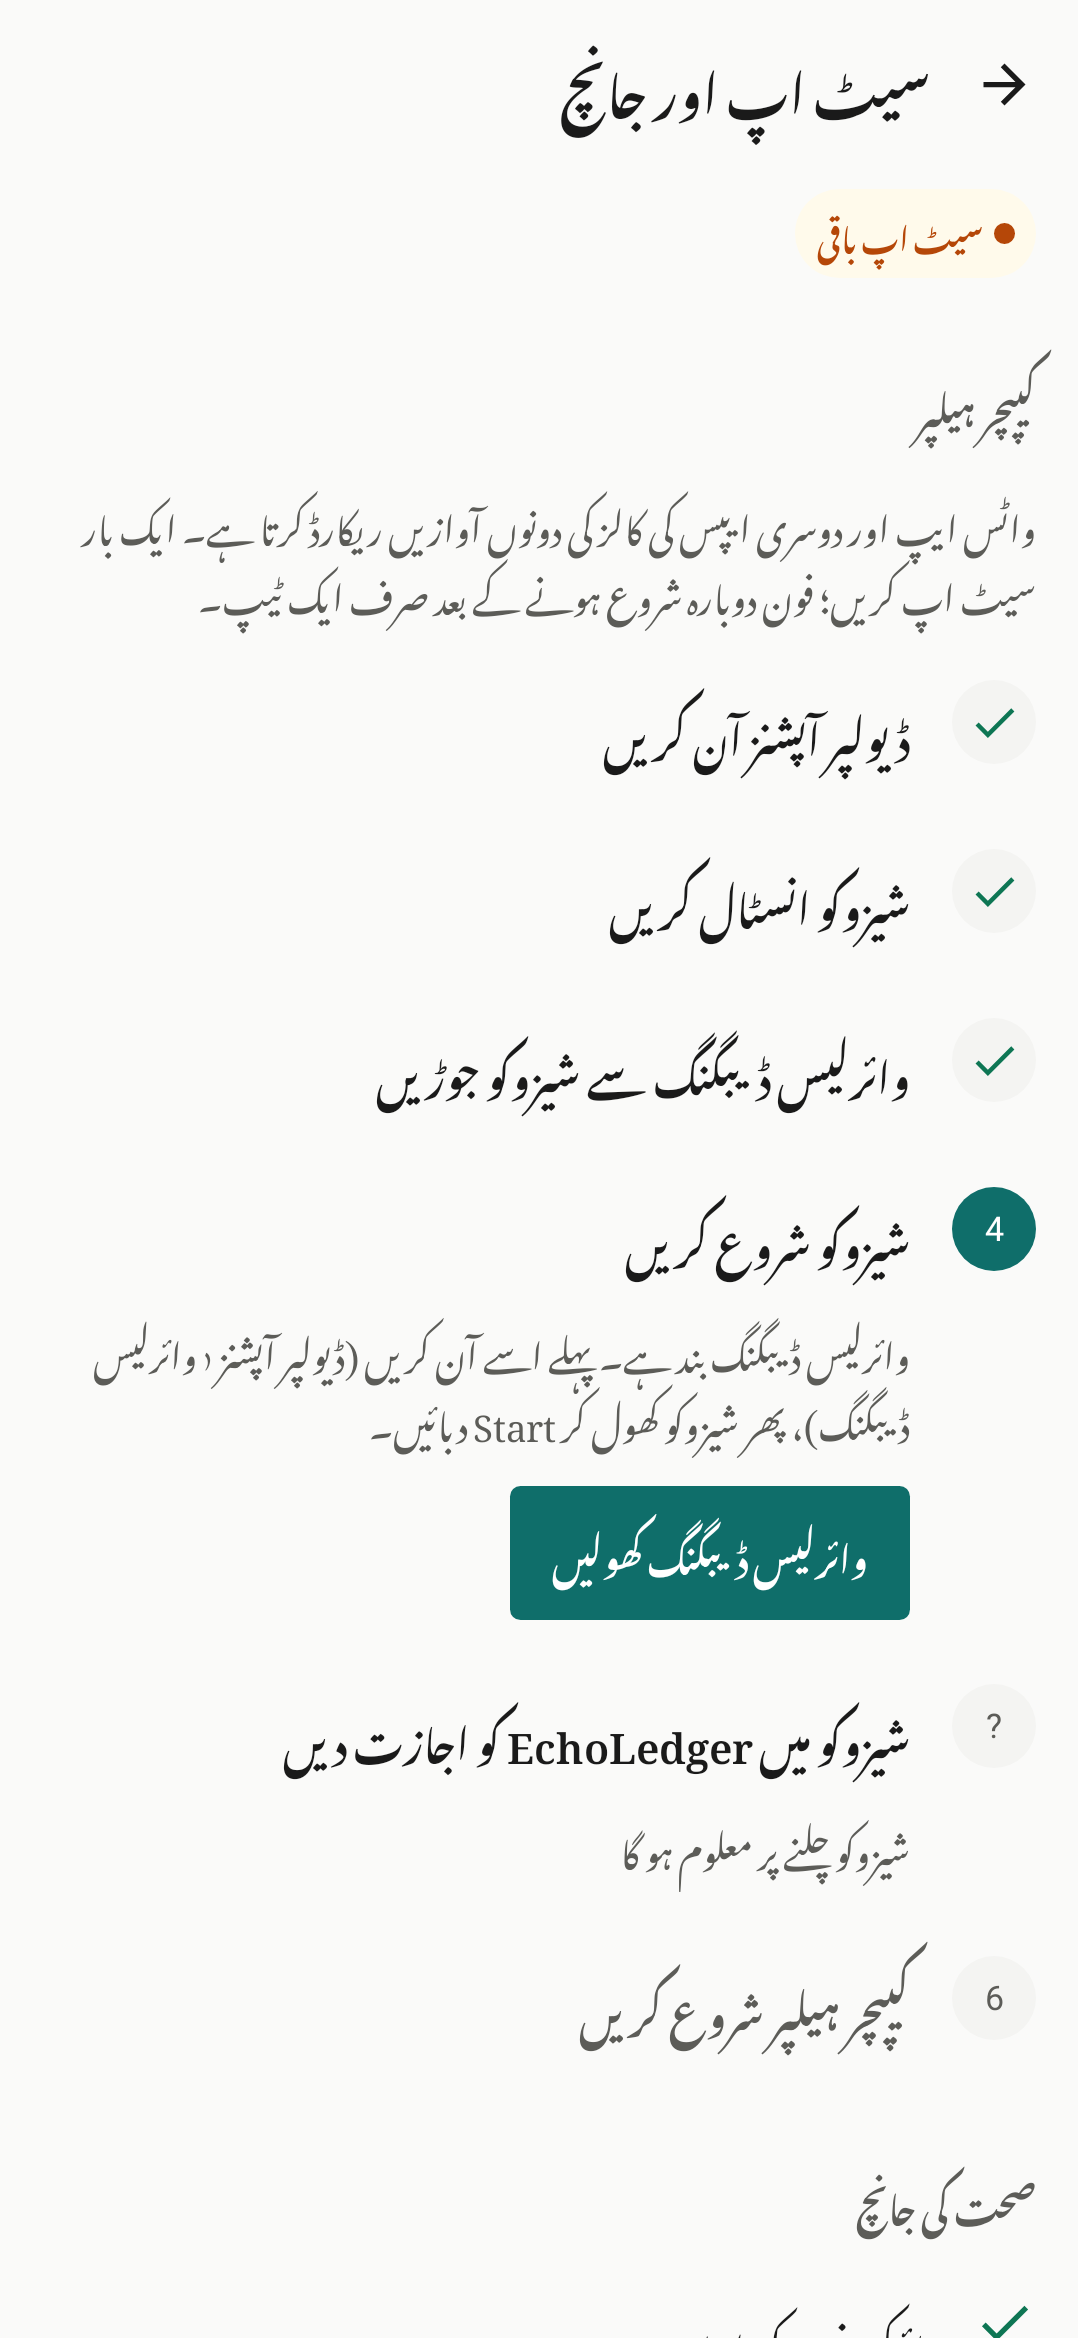 سیٹ اپ اور جانچ
سیٹ اپ باقی
کیپچر ہیلپر
واٹس ایپ اور دوسری ایپس کی کالز کی دونوں آوازیں ریکارڈ کرتا ہے۔ ایک بار
سیٹ اپ کریں؛ فون دوبارہ شروع ہونے کے بعد صرف ایک ٹیپ۔
ڈیولپر آپشنز آن کریں
شیزوکو انسٹال کریں
وائرلیس ڈیبگنگ سے شیزوکو جوڑیں
4
شیزوکو شروع کریں
وائرلیس ڈیبگنگ بند ہے۔ پہلے اسے آن کریں (ڈیولپر آپشنز › وائرلیس
ڈیبگنگ)، پھر شیزوکو کھول کر Start دبائیں۔
وائرلیس ڈیبگنگ کھولیں
?
شیزوکو میں EchoLedger کو اجازت دیں
شیزوکو چلنے پر معلوم ہو گا
6
کیپچر ہیلپر شروع کریں
صحت کی جانچ